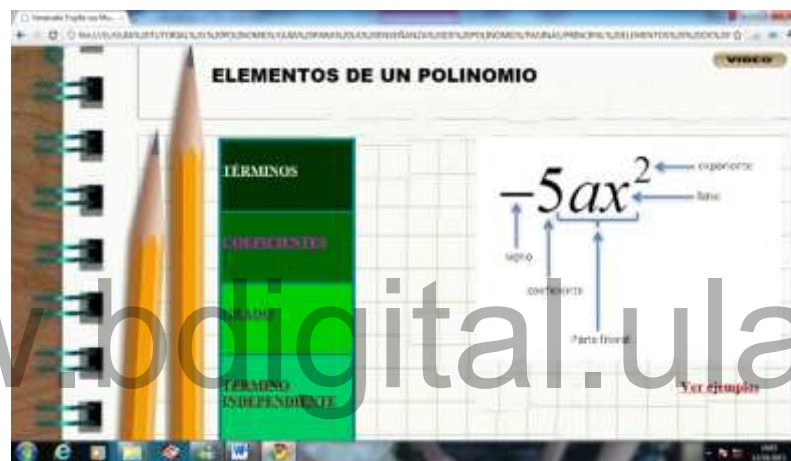 ELEMENTOS DE UN POLINOMIO
VIDEO
TÉRMINOS
COEFICIENTES
GRADO
TÉRMINO
INDEPENDIENTE
−5ax²
exponente
base
signo
coeficiente
Parte literal
Ver ejemplos
w.bdigital.ula